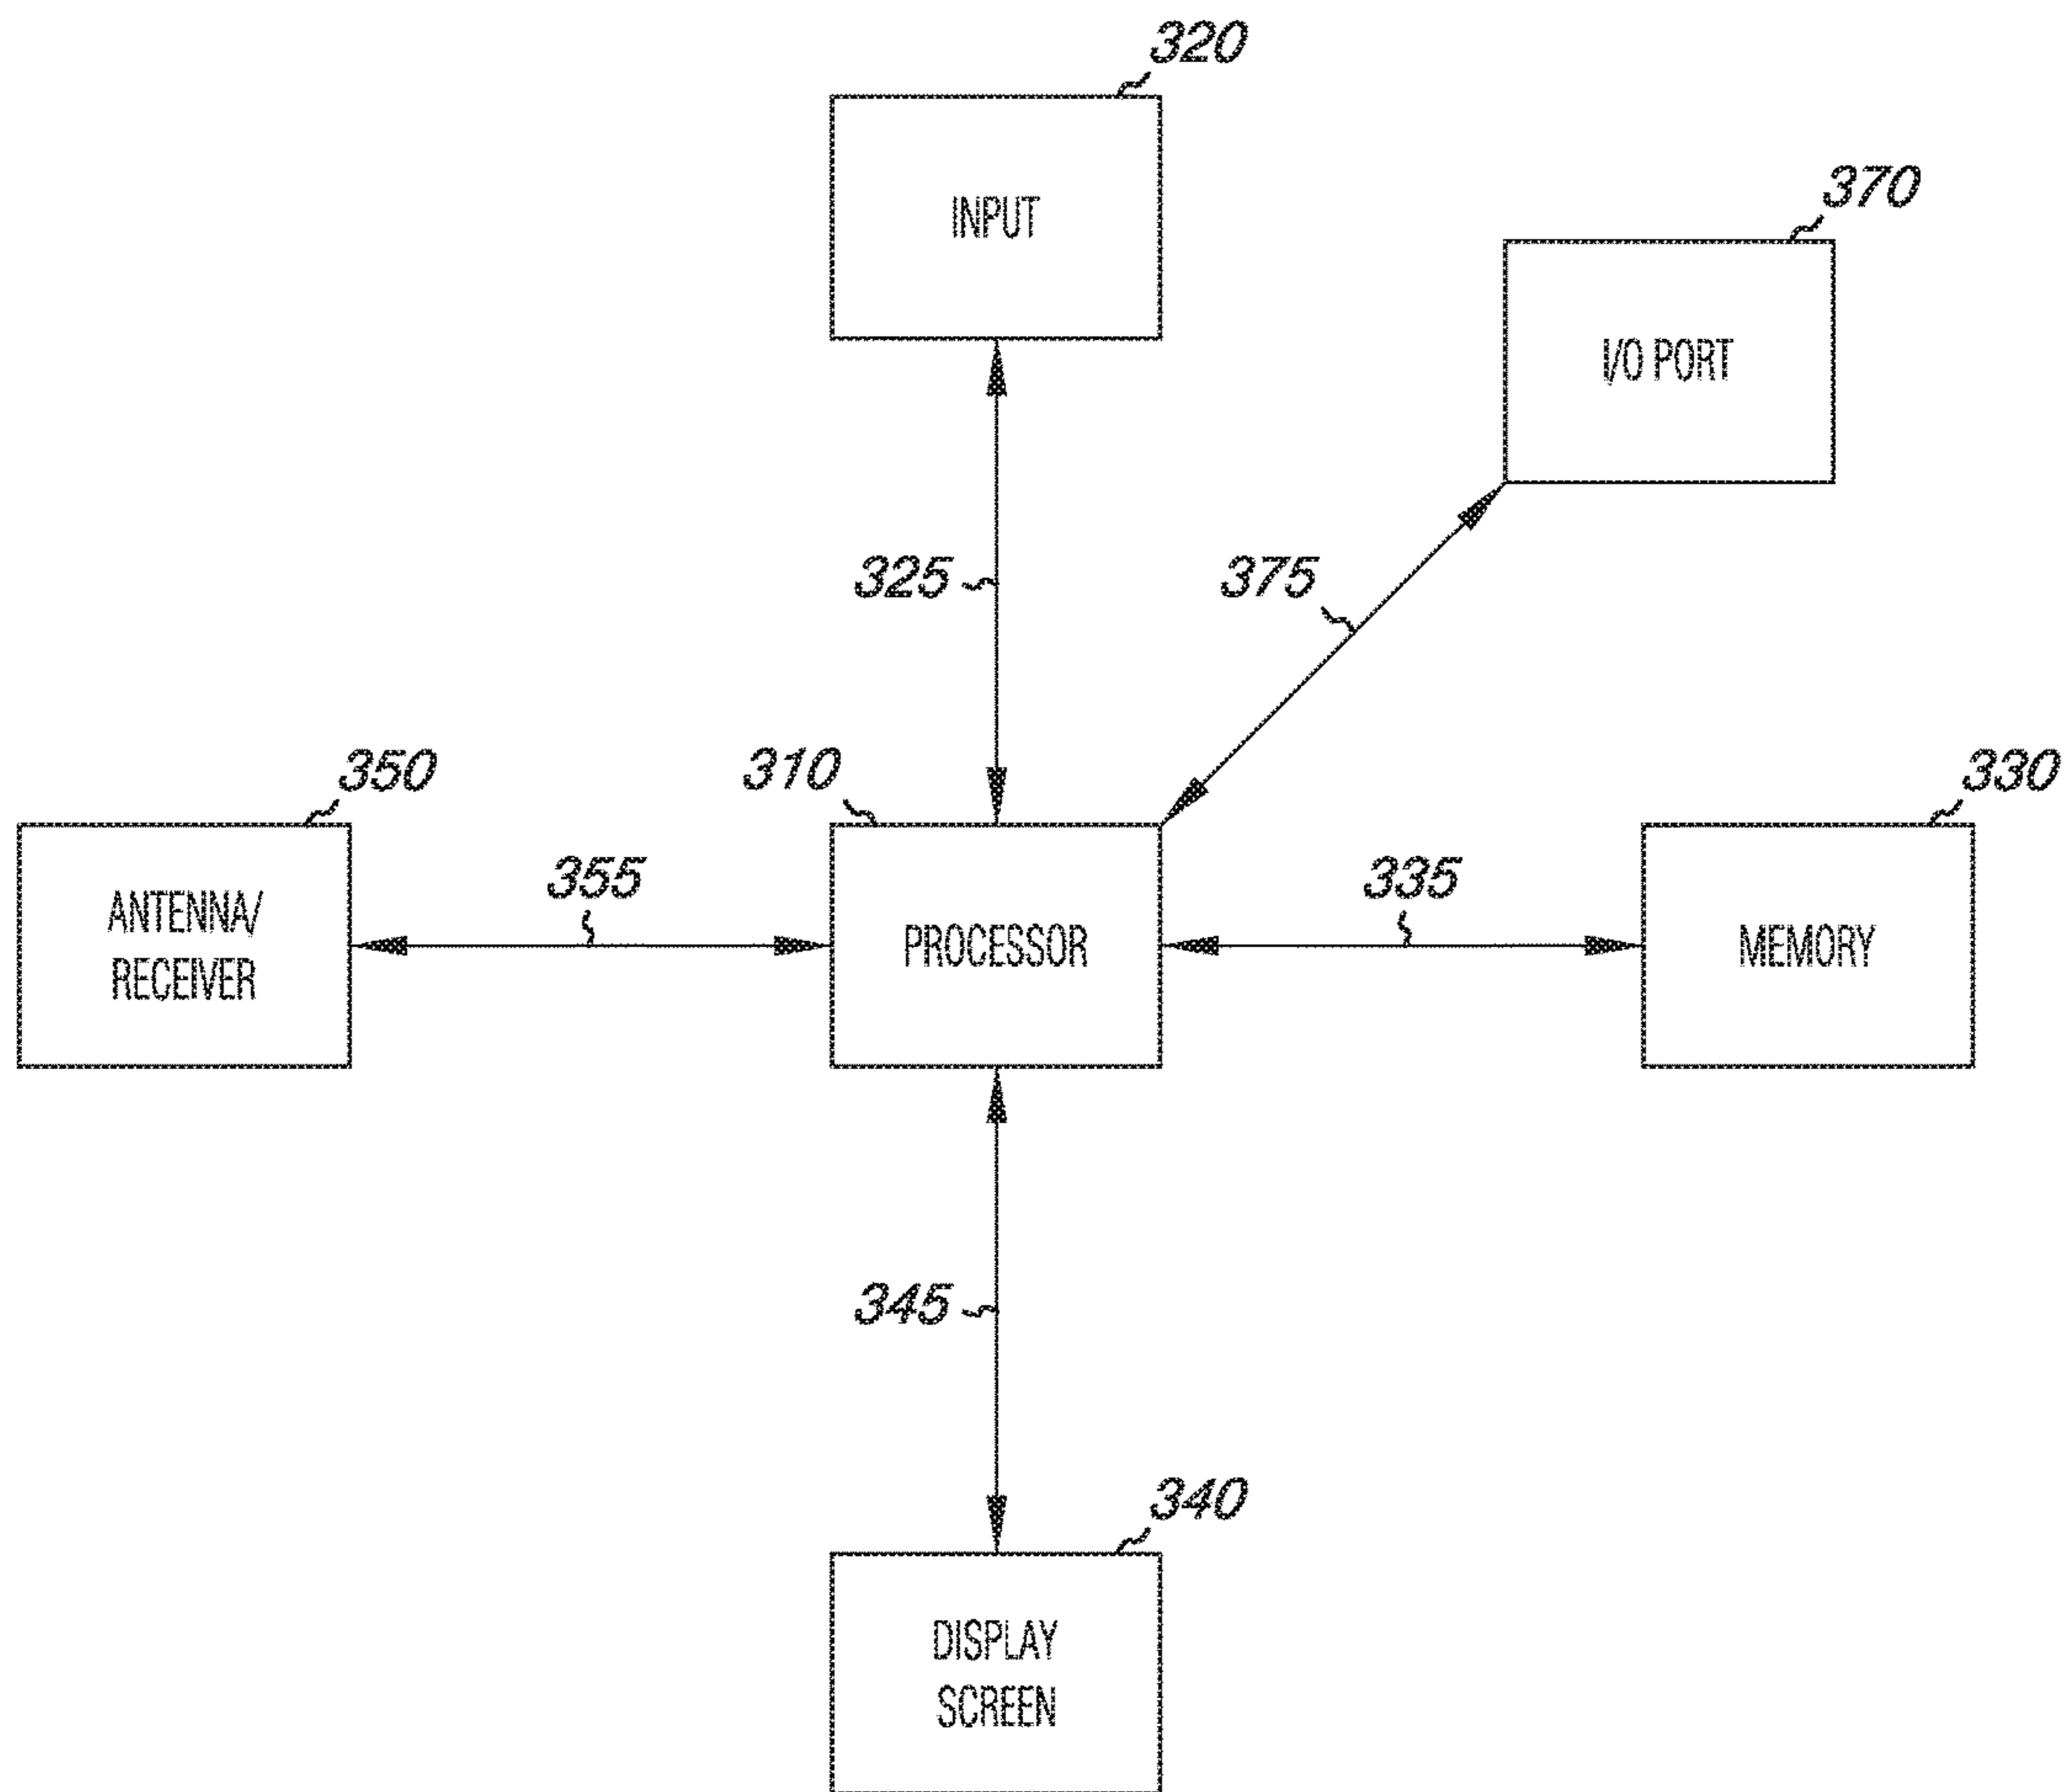 320
INPUT
370
I/O PORT
325
375
350
310
330
355
335
ANTENNA/
RECEIVER
PROCESSOR
MEMORY
345
340
DISPLAY
SCREEN